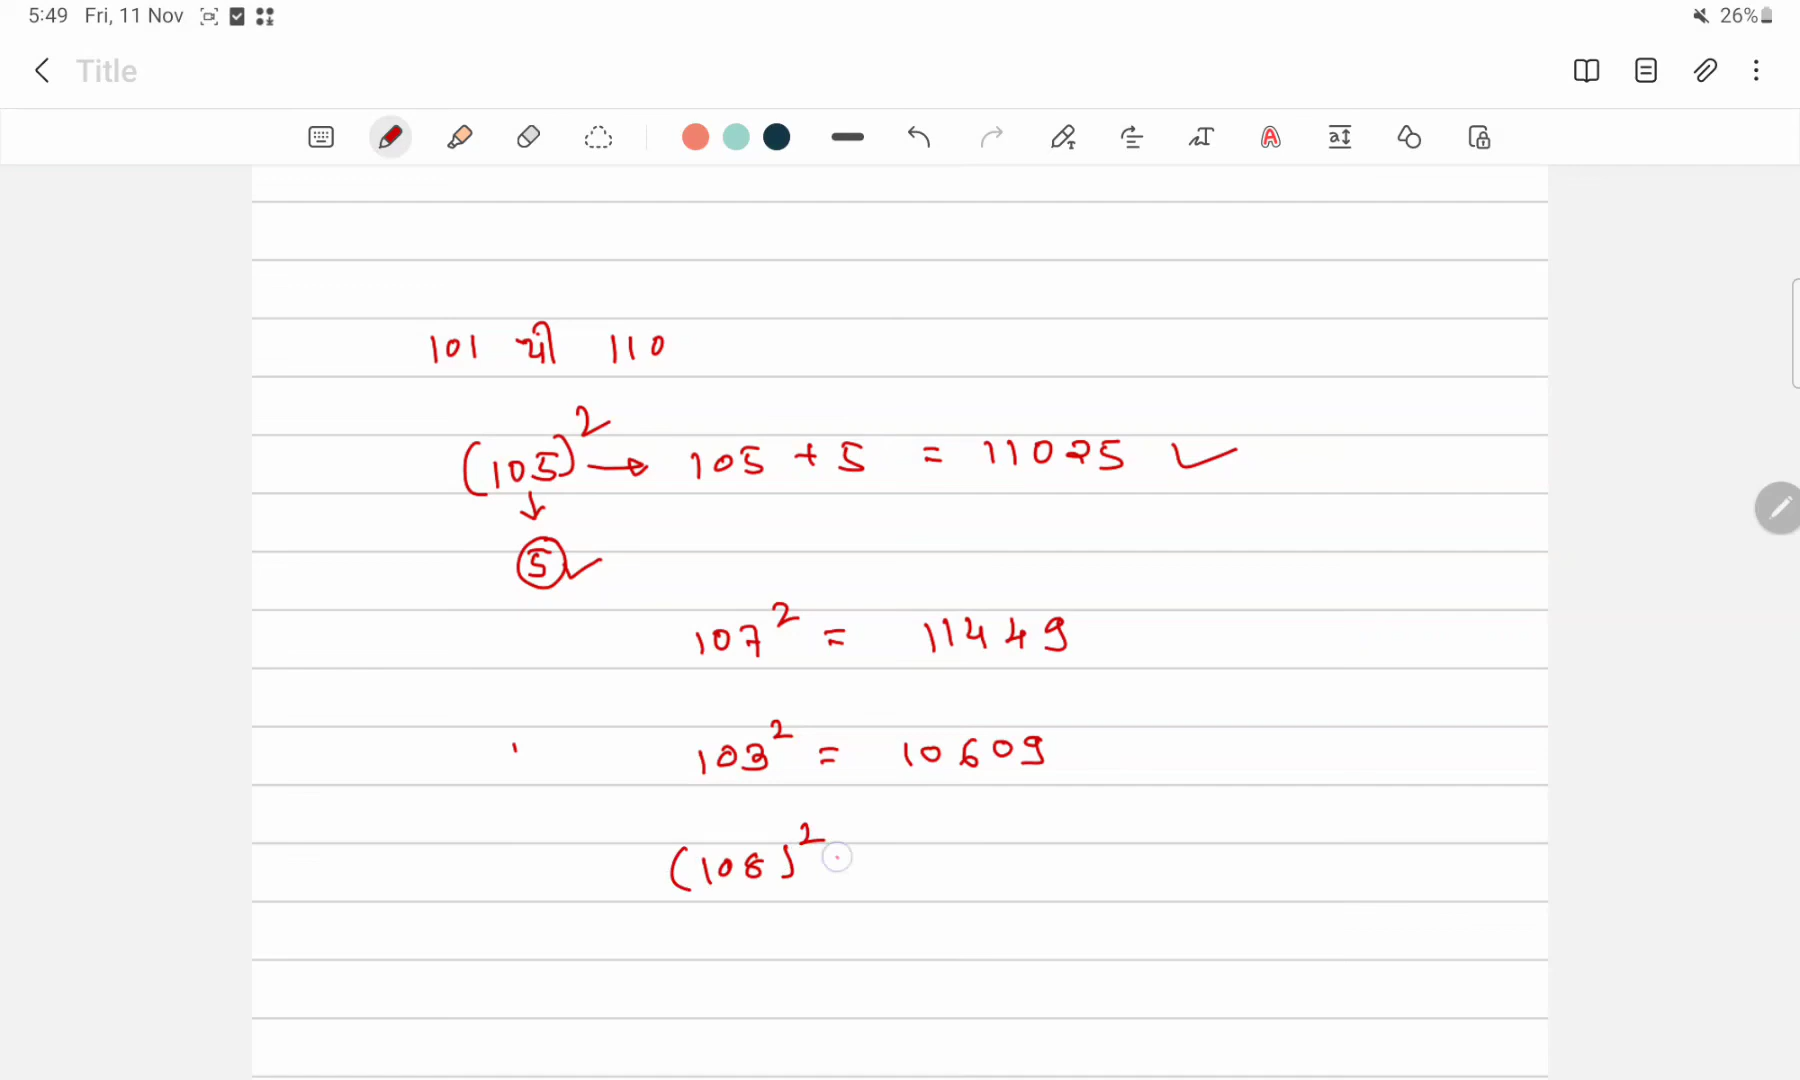 5:49 Fri, 11 Nov 26%
Title
101 थी 110
(105)² → 105 + 5 = 11025 ✓
↓
5 ✓
107² = 11449
103² = 10609
(108)²